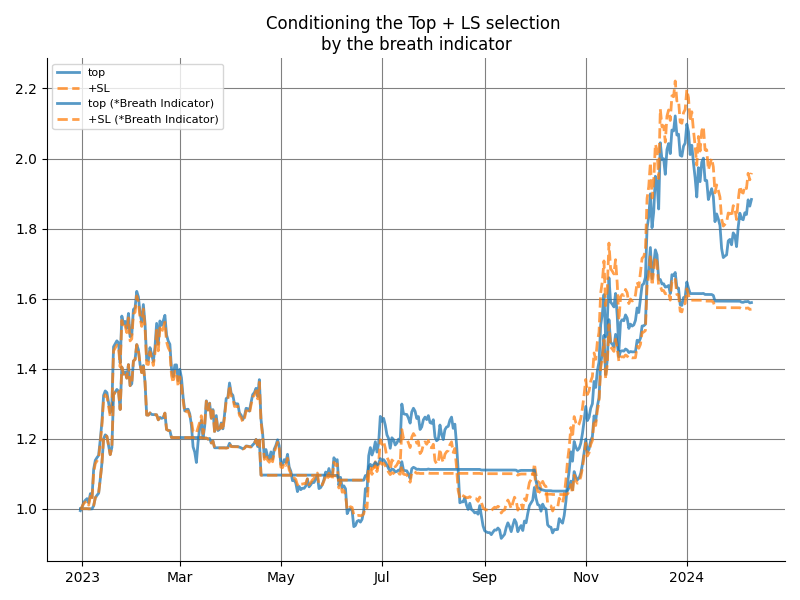 Conditioning the Top + LS selection
by the breath indicator
top
+SL
top (*Breath Indicator)
+SL (*Breath Indicator)
2.2
2.0
1.8
1.6
1.4
1.2
1.0
2023 Mar May Jul Sep Nov 2024